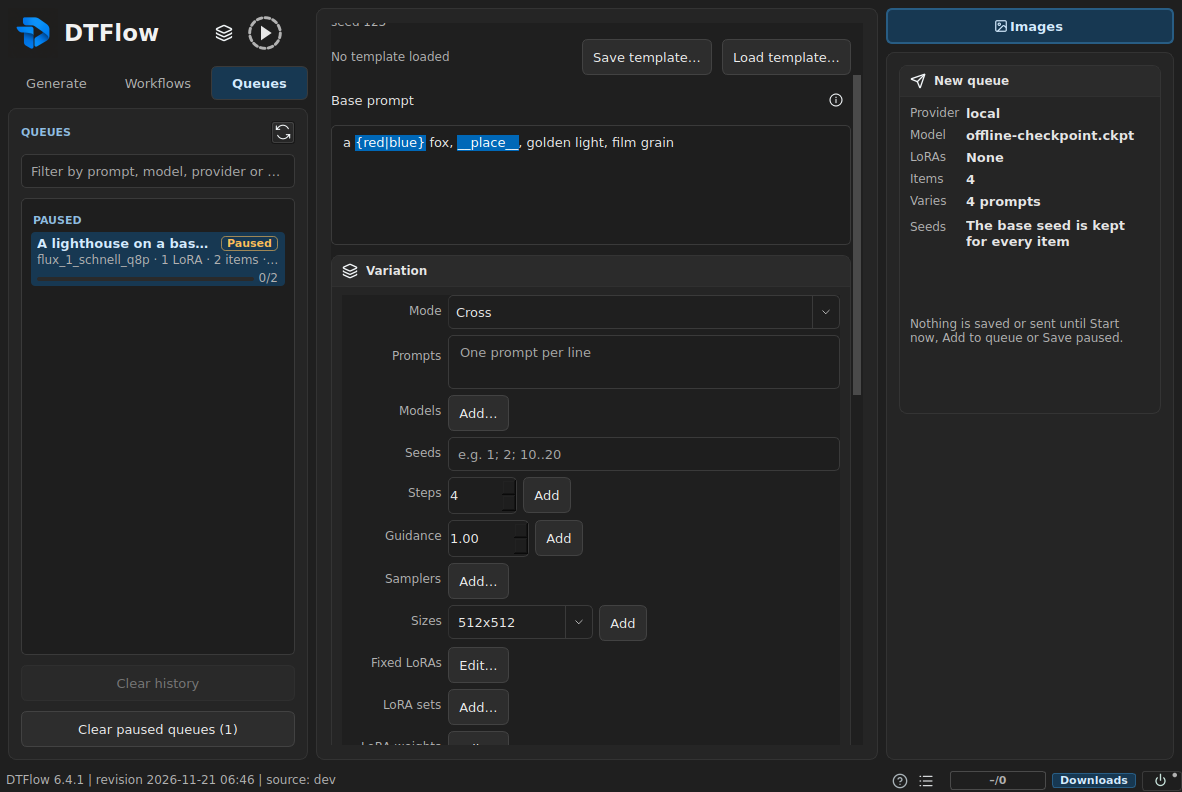 DTFlow
Generate
Workflows
Queues
QUEUES
Filter by prompt, model, provider or ...
PAUSED
A lighthouse on a bas...
Paused
flux_1_schnell_q8p · 1 LoRA · 2 items ·...
0/2
Clear history
Clear paused queues (1)
seed 123
No template loaded
Save template...
Load template...
Base prompt
a {red|blue} fox, __place__, golden light, film grain
Variation
Mode
Cross
Prompts
One prompt per line
Models
Add...
Seeds
e.g. 1; 2; 10..20
Steps
4
Add
Guidance
1.00
Add
Samplers
Add...
Sizes
512x512
Add
Fixed LoRAs
Edit...
LoRA sets
Add...
LoRA weights
Images
New queue
Provider local
Model offline-checkpoint.ckpt
LoRAs None
Items 4
Varies 4 prompts
Seeds The base seed is kept
for every item
Nothing is saved or sent until Start
now, Add to queue or Save paused.
DTFlow 6.4.1 | revision 2026-11-21 06:46 | source: dev
–/0
Downloads